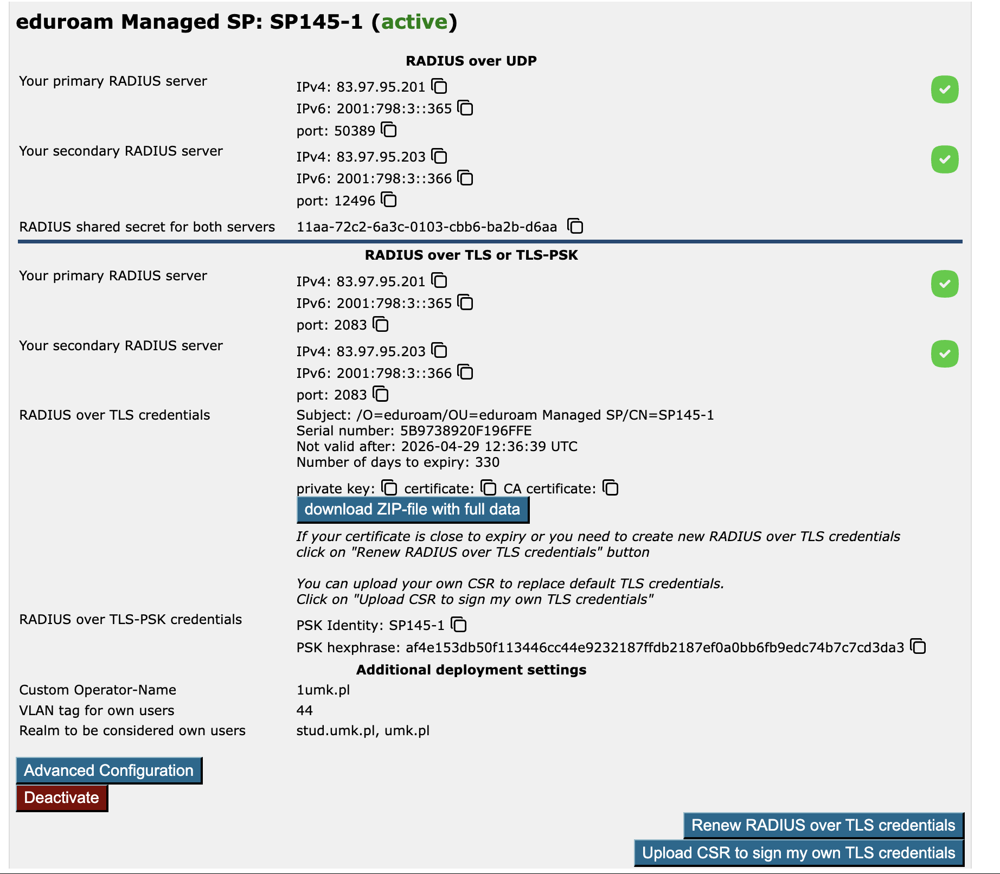 eduroam Managed SP: SP145-1 (active)
RADIUS over UDP
Your primary RADIUS server
IPv4: 83.97.95.201
IPv6: 2001:798:3::365
port: 50389
Your secondary RADIUS server
IPv4: 83.97.95.203
IPv6: 2001:798:3::366
port: 12496
RADIUS shared secret for both servers 11aa-72c2-6a3c-0103-cbb6-ba2b-d6aa
RADIUS over TLS or TLS-PSK
Your primary RADIUS server
IPv4: 83.97.95.201
IPv6: 2001:798:3::365
port: 2083
Your secondary RADIUS server
IPv4: 83.97.95.203
IPv6: 2001:798:3::366
port: 2083
RADIUS over TLS credentials Subject: /O=eduroam/OU=eduroam Managed SP/CN=SP145-1
Serial number: 5B9738920F196FFE
Not valid after: 2026-04-29 12:36:39 UTC
Number of days to expiry: 330
private key: certificate: CA certificate:
download ZIP-file with full data
If your certificate is close to expiry or you need to create new RADIUS over TLS credentials
click on "Renew RADIUS over TLS credentials" button
You can upload your own CSR to replace default TLS credentials.
Click on "Upload CSR to sign my own TLS credentials"
RADIUS over TLS-PSK credentials
PSK Identity: SP145-1
PSK hexphrase: af4e153db50f113446cc44e9232187ffdb2187ef0a0bb6fb9edc74b7c7cd3da3
Additional deployment settings
Custom Operator-Name 1umk.pl
VLAN tag for own users 44
Realm to be considered own users stud.umk.pl, umk.pl
Advanced Configuration
Deactivate
Renew RADIUS over TLS credentials
Upload CSR to sign my own TLS credentials